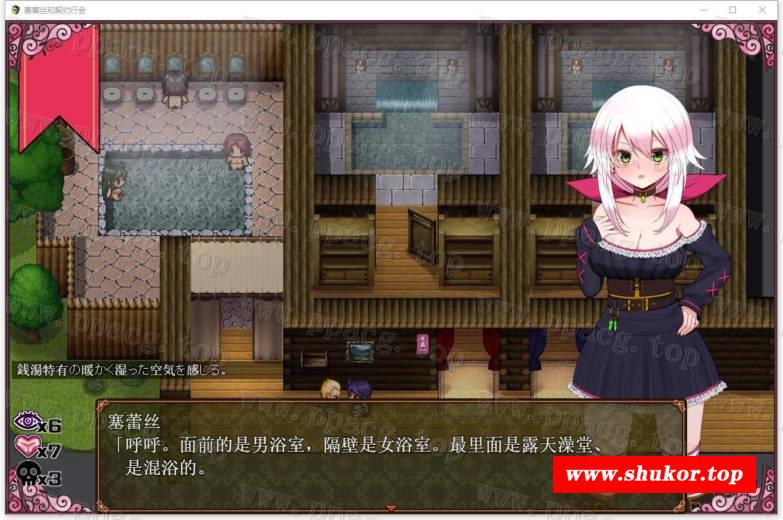 塞蕾丝和契约行会
銭湯特有の暖かく湿った空気を感じる。
x6
x7
x3
塞蕾丝
「呼呼。面前的是男浴室，隔壁是女浴室。最里面是露天澡堂、
是混浴的。
www.shukor.top
www.ppacg.top